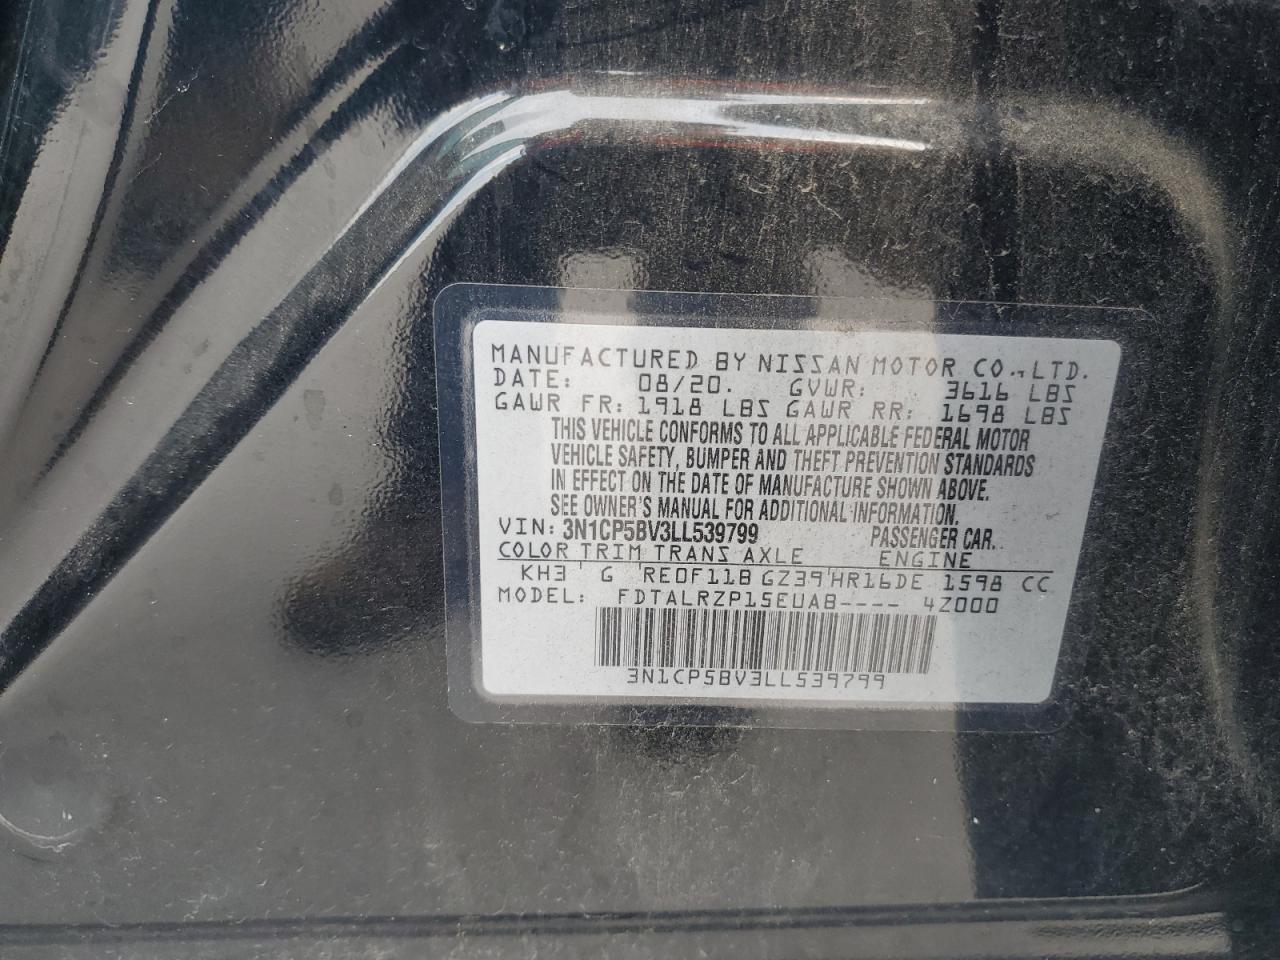 MANUFACTURED BY NISSAN MOTOR CO., LTD.
DATE: 08/20. GVWR: 3616 LBS
GAWR FR: 1918 LBS GAWR RR: 1698 LBS
THIS VEHICLE CONFORMS TO ALL APPLICABLE FEDERAL MOTOR
VEHICLE SAFETY, BUMPER AND THEFT PREVENTION STANDARDS
IN EFFECT ON THE DATE OF MANUFACTURE SHOWN ABOVE.
SEE OWNER'S MANUAL FOR ADDITIONAL INFORMATION.
VIN: 3N1CP5BV3LL539799 PASSENGER CAR.
COLOR TRIM TRANS AXLE ENGINE
KH3 ' G 'RE0F11B GZ39'HR16DE 1598 CC
MODEL: FDTALRZP15EUAB---- 4Z000
3N1CP5BV3LL539799